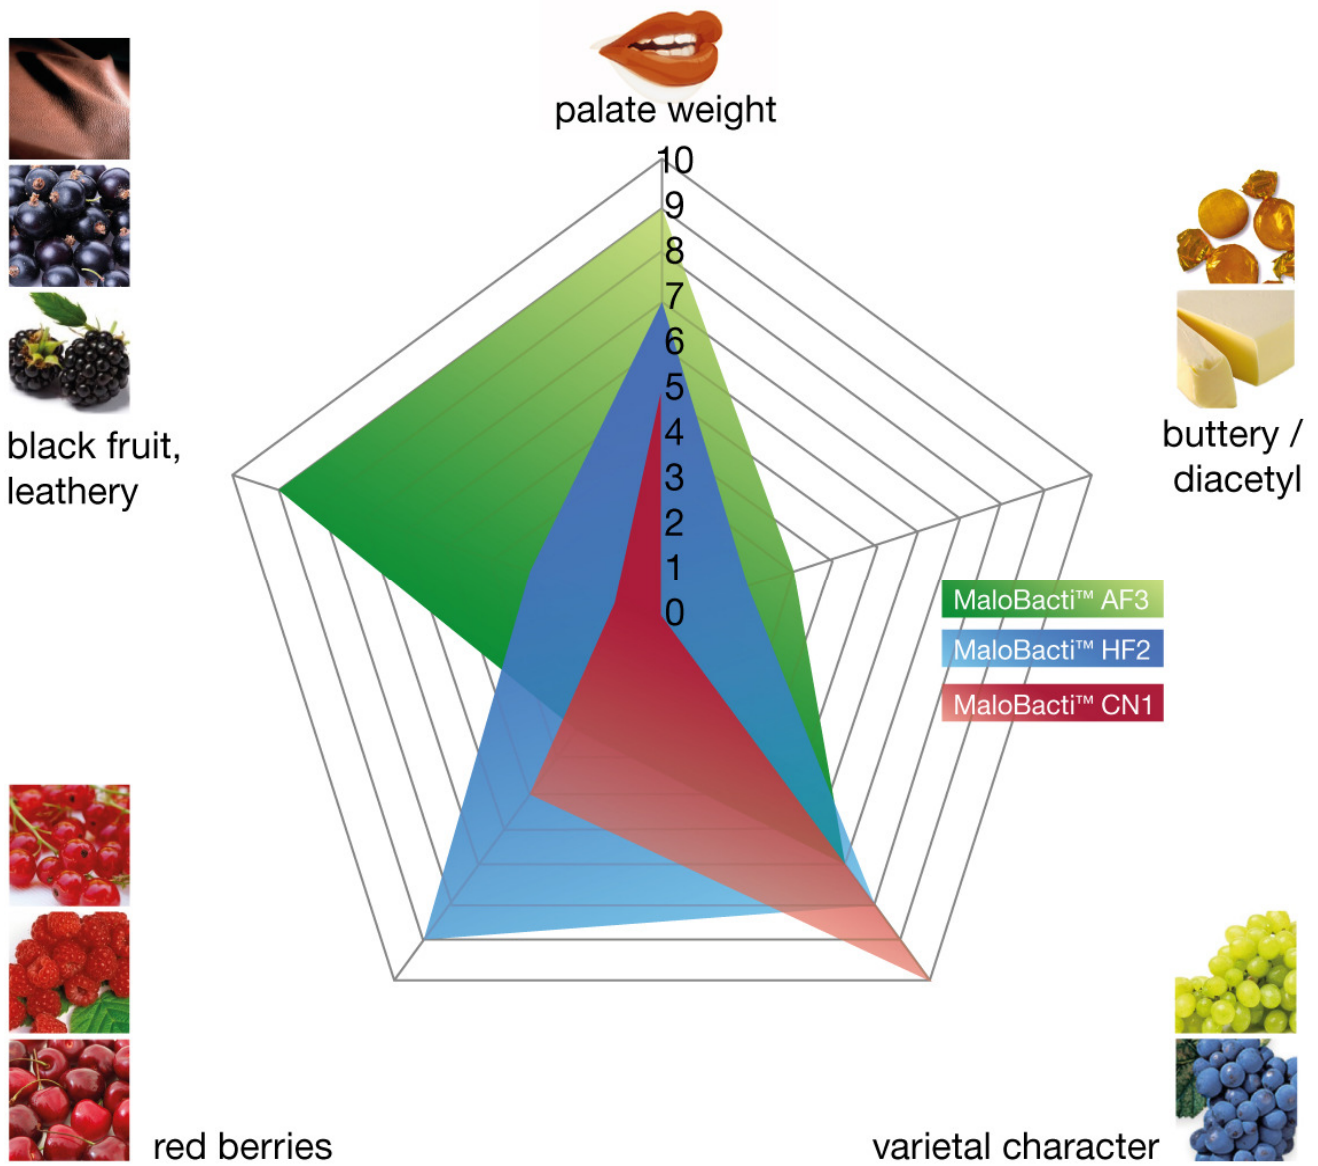 palate weight
10
9
8
7
6
5
4
3
2
1
0
black fruit,
leathery
buttery /
diacetyl
MaloBacti™ AF3
MaloBacti™ HF2
MaloBacti™ CN1
red berries
varietal character